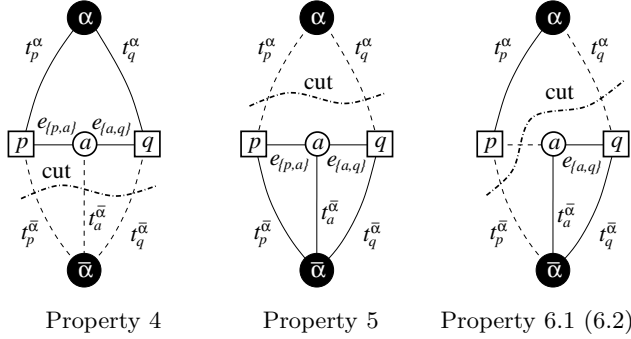 α α α
t_p^α t_q^α t_p^α t_q^α t_p^α t_q^α
cut
e_{p,a} e_{a,q}
p a q p a q p a q
cut e_{p,a} e_{a,q} e_{a,q}
cut
t_a^ᾱ t_a^ᾱ t_a^ᾱ
t_p^ᾱ t_q^ᾱ t_p^ᾱ t_q^ᾱ t_p^ᾱ t_q^ᾱ
ᾱ ᾱ ᾱ
Property 4 Property 5 Property 6.1 (6.2)